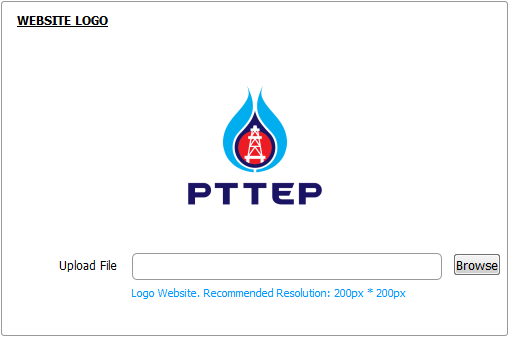 WEBSITE LOGO
PTTEP
Upload File
Browse
Logo Website. Recommended Resolution: 200px * 200px